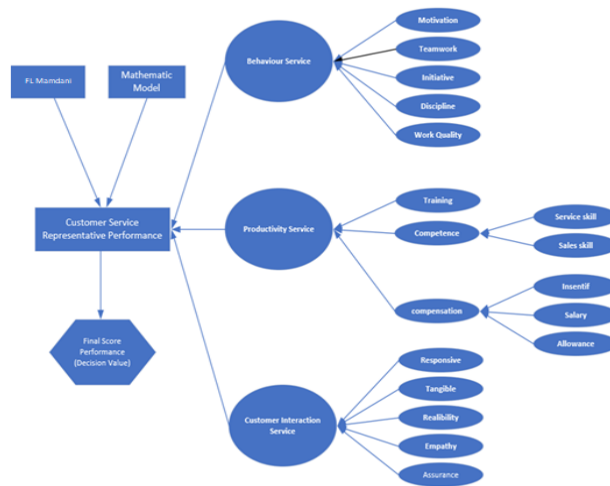 FL Mamdani
Mathematic
Model
Customer Service
Representative Performance
Final Score
Performance
(Decision Value)
Behaviour Service
Motivation
Teamwork
Initiative
Discipline
Work Quality
Productivity Service
Training
Competence
compensation
Service skill
Sales skill
Insentif
Salary
Allowance
Customer Interaction
Service
Responsive
Tangible
Realibility
Empathy
Assurance